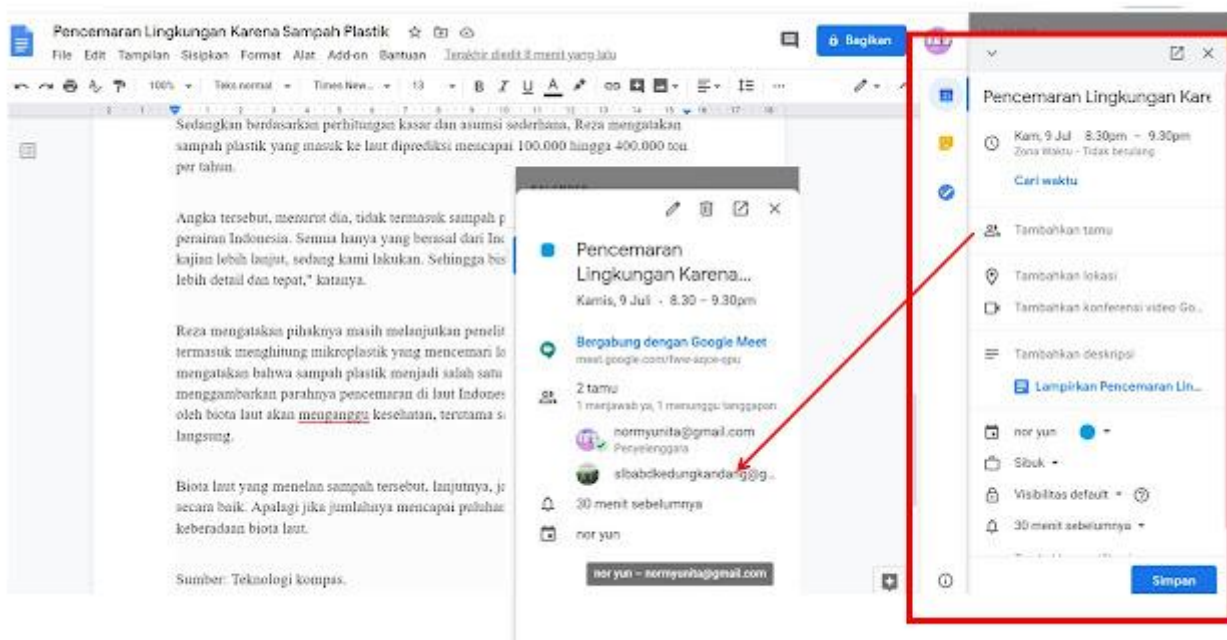 Pencemaran Lingkungan Karena Sampah Plastik
File Edit Tampilan Sisipkan Format Alat Add-on Bantuan Terakhir diedit 8 menit yang lalu
Bagikan
100% Teks normal Times New... 13 B I U A
Sedangkan berdasarkan perhitungan kasar dan asumsi sederhana, Reza mengatakan
sampah plastik yang masuk ke laut diprediksi mencapai 100.000 hingga 400.000 ton
per tahun.
Angka tersebut, menurut dia, tidak termasuk sampah p
perairan Indonesia. Semua hanya yang berasal dari In
kajian lebih lanjut, sedang kami lakukan. Sehingga bis
lebih detail dan tepat," katanya.
Reza mengatakan pihaknya masih melanjutkan penelit
termasuk menghitung mikroplastik yang mencemari l
mengatakan bahwa sampah plastik menjadi salah satu
menggambarkan parahnya pencemaran di laut Indones
oleh biota laut akan menganggu kesehatan, terutama s
langsung.
Biota laut yang menelan sampah tersebut, lanjutnya, j
secara baik. Apalagi jika jumlahnya mencapai puluhan
keberadaan biota laut.
Sumber: Teknologi kompas.
Pencemaran
Lingkungan Karena...
Kamis, 9 Juli - 8.30 – 9.30pm
Bergabung dengan Google Meet
2 tamu
1 menjawab ya, 1 menunggu tanggapan
normyunita@gmail.com
Penyelenggara
slbabdkedungkandang@g...
30 menit sebelumnya
nor yun
nor yun – normyunita@gmail.com
Pencemaran Lingkungan Kare
Kam, 9 Jul 8.30pm – 9.30pm
Zona Waktu - Tidak berulang
Cari waktu
Tambahkan tamu
Tambahkan lokasi
Tambahkan konferensi video Go...
Tambahkan deskripsi
Lampirkan Pencemaran Lin...
nor yun
Sibuk
Visibilitas default
30 menit sebelumnya
Simpan